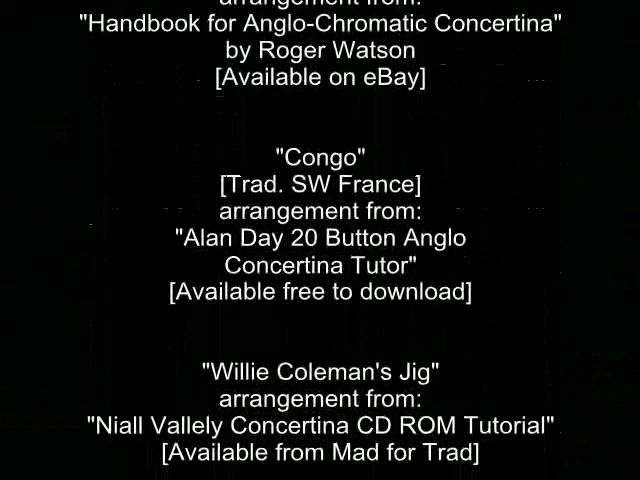 arrangement from:
"Handbook for Anglo-Chromatic Concertina"
by Roger Watson
[Available on eBay]
"Congo"
[Trad. SW France]
arrangement from:
"Alan Day 20 Button Anglo
Concertina Tutor"
[Available free to download]
"Willie Coleman's Jig"
arrangement from:
"Niall Vallely Concertina CD ROM Tutorial"
[Available from Mad for Trad]